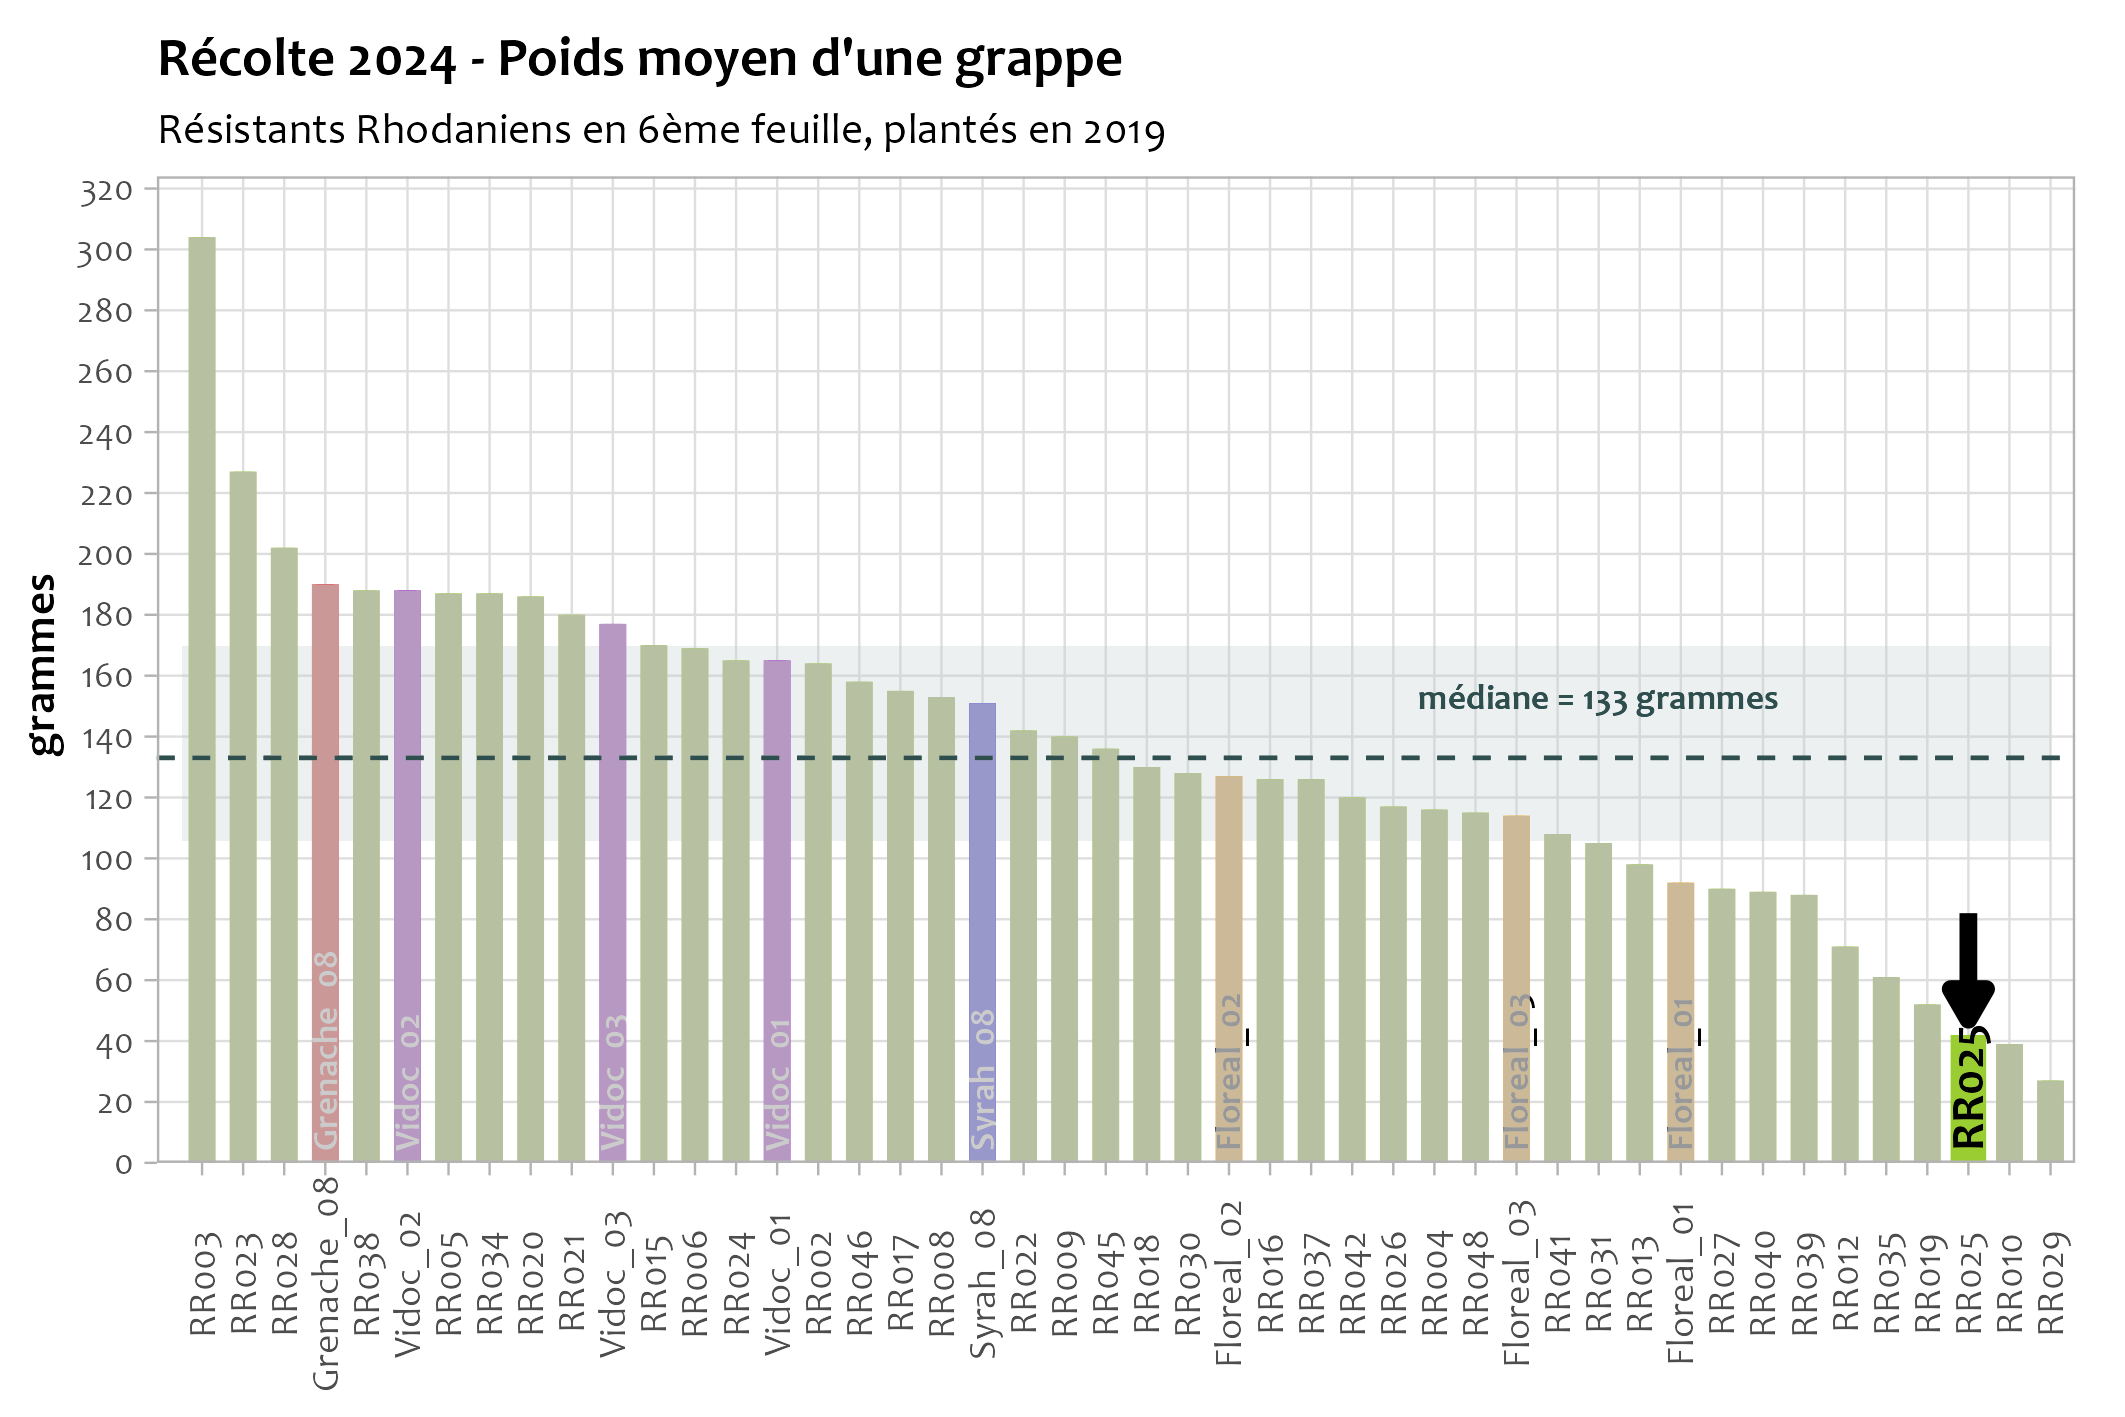 Récolte 2024 - Poids moyen d'une grappe
Résistants Rhodaniens en 6ème feuille, plantés en 2019
grammes
320
300
280
260
240
220
200
180
160
140
120
100
80
60
40
20
0
médiane = 133 grammes
Grenache_08
Vidoc_02
Vidoc_03
Vidoc_01
Syrah_08
Floreal_02
Floreal_03
Floreal_01
RR025
RR003
RR023
RR028
Grenache_08
RR038
Vidoc_02
RR005
RR034
RR020
RR021
Vidoc_03
RR015
RR006
RR024
Vidoc_01
RR002
RR046
RR017
RR008
Syrah_08
RR022
RR009
RR045
RR018
RR030
Floreal_02
RR016
RR037
RR042
RR026
RR004
RR048
Floreal_03
RR041
RR031
RR013
Floreal_01
RR027
RR040
RR039
RR012
RR035
RR019
RR025
RR010
RR029